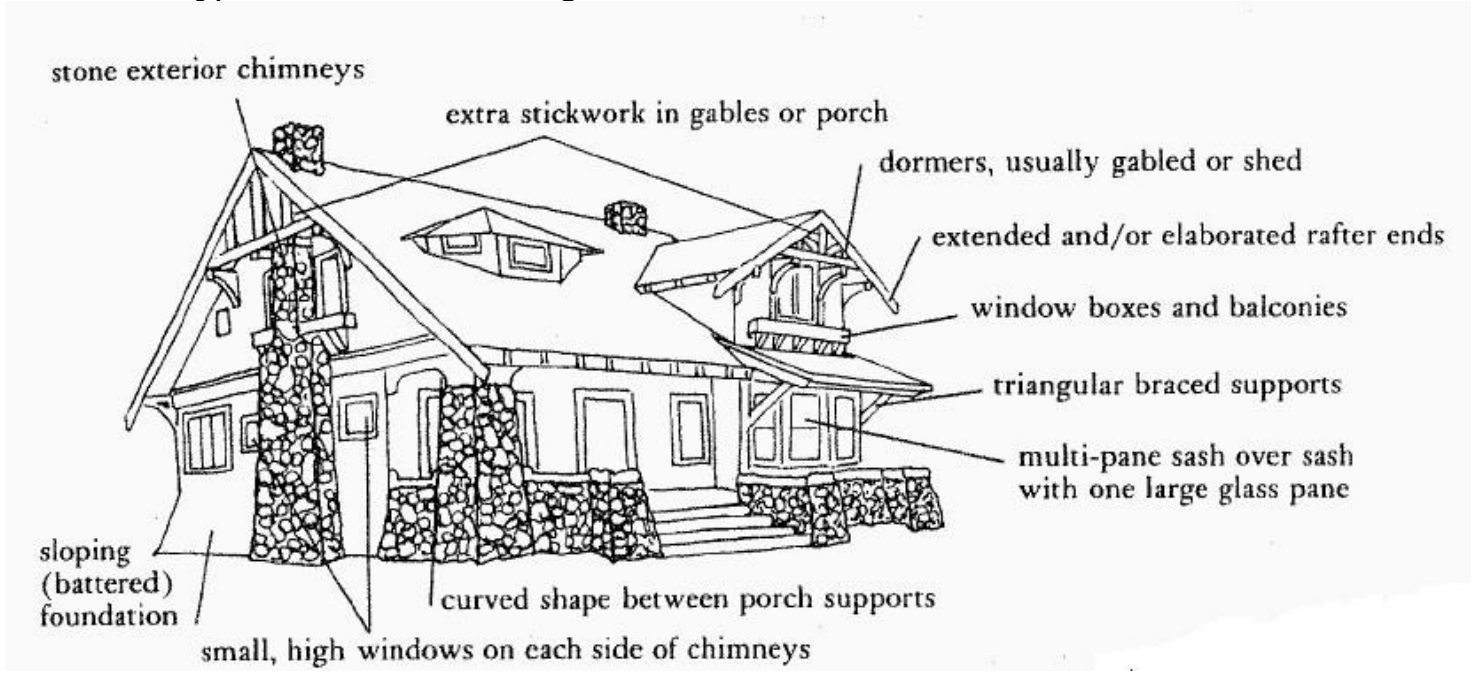 stone exterior chimneys
extra stickwork in gables or porch
dormers, usually gabled or shed
extended and/or elaborated rafter ends
window boxes and balconies
triangular braced supports
multi-pane sash over sash
with one large glass pane
sloping
(battered)
foundation
curved shape between porch supports
small, high windows on each side of chimneys